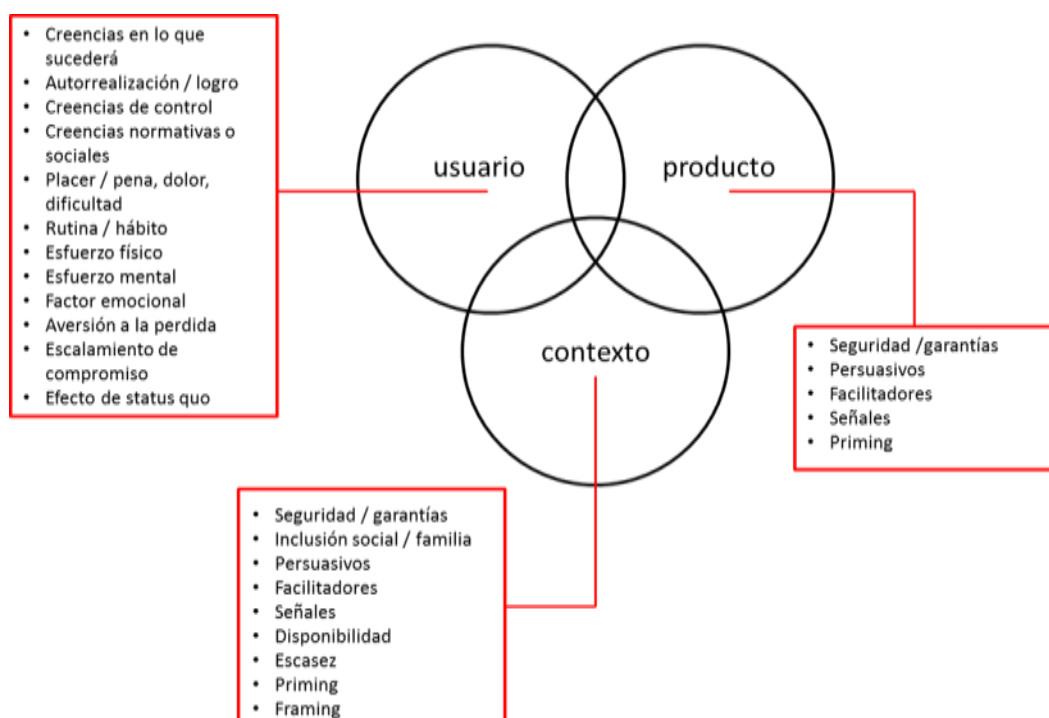 • Creencias en lo que
sucederá
• Autorrealización / logro
• Creencias de control
• Creencias normativas o
sociales
• Placer / pena, dolor,
dificultad
• Rutina / hábito
• Esfuerzo físico
• Esfuerzo mental
• Factor emocional
• Aversión a la perdida
• Escalamiento de
compromiso
• Efecto de status quo
usuario
producto
contexto
• Seguridad /garantías
• Persuasivos
• Facilitadores
• Señales
• Priming
• Seguridad / garantías
• Inclusión social / familia
• Persuasivos
• Facilitadores
• Señales
• Disponibilidad
• Escasez
• Priming
• Framing